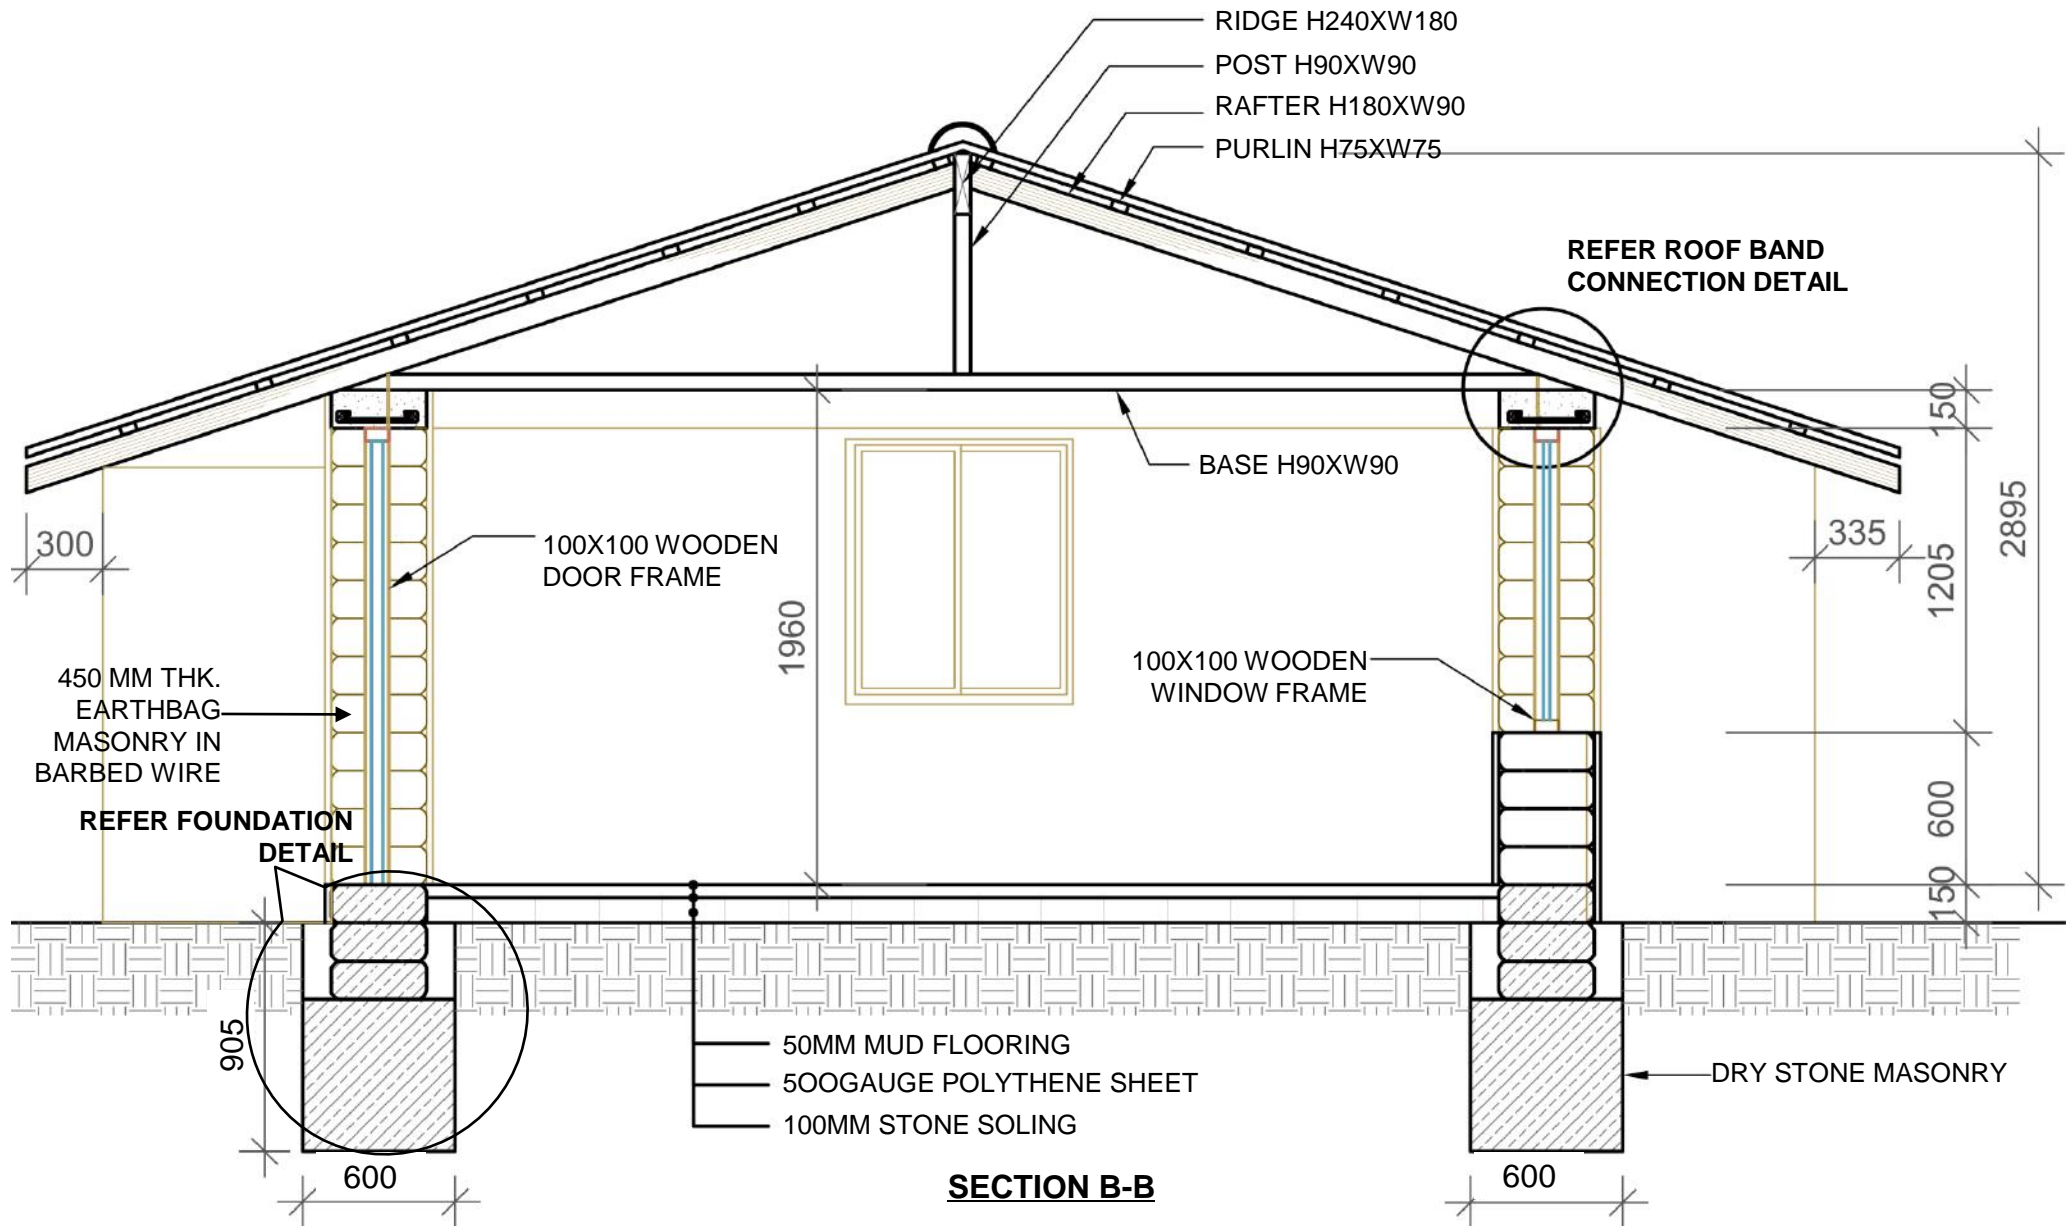 RIDGE H240XW180
POST H90XW90
RAFTER H180XW90
PURLIN H75XW75
REFER ROOF BAND
CONNECTION DETAIL
150
BASE H90XW90
2895
300
100X100 WOODEN
DOOR FRAME
335
1205
1960
100X100 WOODEN
WINDOW FRAME
450 MM THK.
EARTHBAG
MASONRY IN
BARBED WIRE
REFER FOUNDATION
DETAIL
600
150
905
50MM MUD FLOORING
5OOGAUGE POLYTHENE SHEET
100MM STONE SOLING
DRY STONE MASONRY
600
600
SECTION B-B